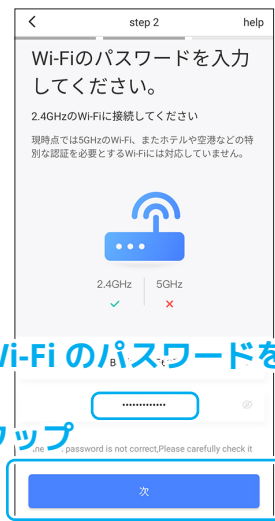 step 2
help
Wi-Fiのパスワードを入力
してください。
2.4GHzのWi-Fiに接続してください
現時点では5GHzのWi-Fi、またホテルや空港などの特
別な認証を必要とするWi-Fiには対応していません。
2.4GHz
5GHz
Wi-Fi のパスワードを
••••••••••••
タップ
password is not correct,Please carefully check it
次